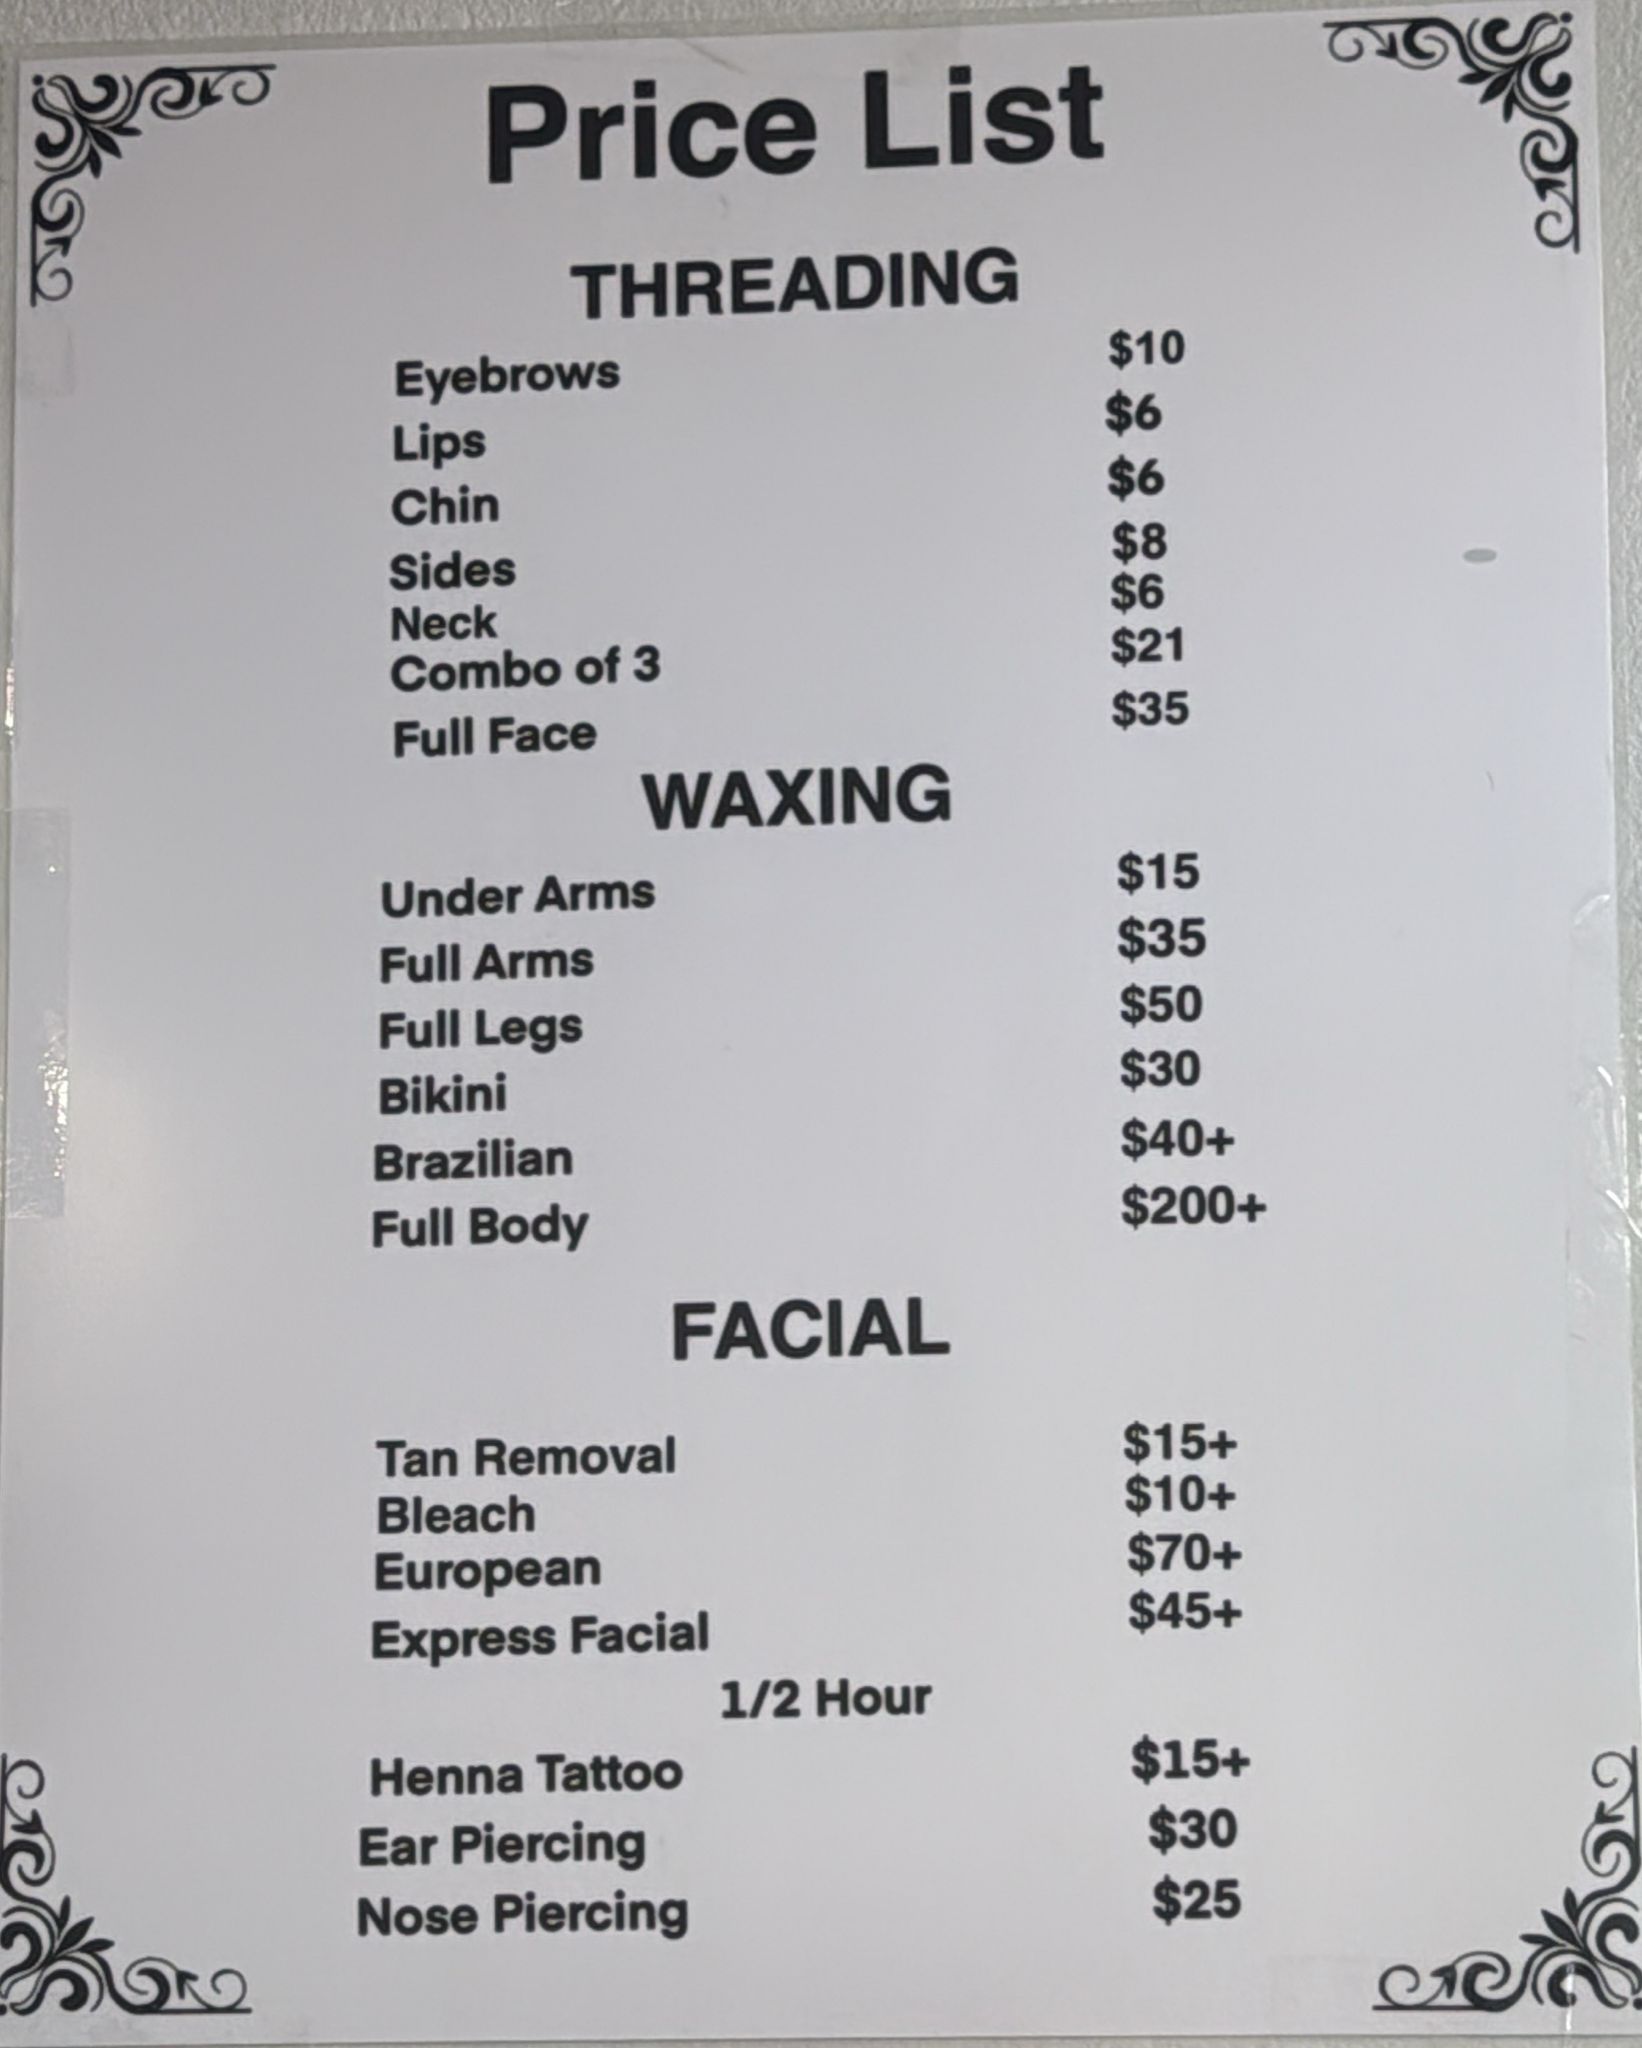 Price List
THREADING
Eyebrows $10
Lips $6
Chin $6
Sides $8
Neck $6
Combo of 3 $21
Full Face $35
WAXING
Under Arms $15
Full Arms $35
Full Legs $50
Bikini $30
Brazilian $40+
Full Body $200+
FACIAL
Tan Removal $15+
Bleach $10+
European $70+
Express Facial $45+
1/2 Hour
Henna Tattoo $15+
Ear Piercing $30
Nose Piercing $25